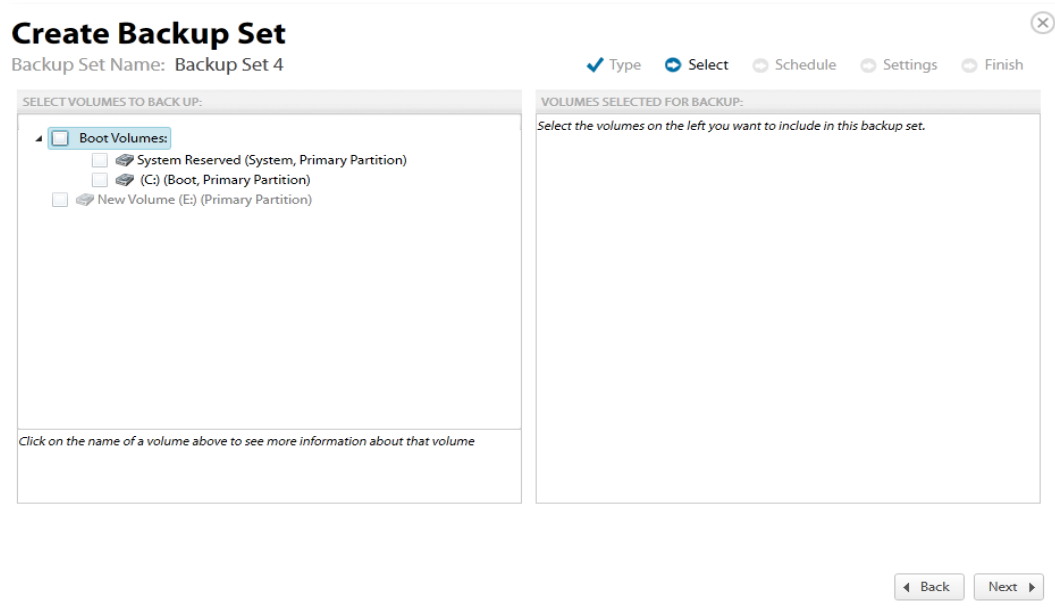 Create Backup Set
Backup Set Name: Backup Set 4
Type Select Schedule Settings Finish
SELECT VOLUMES TO BACK UP:
Boot Volumes:
System Reserved (System, Primary Partition)
(C:) (Boot, Primary Partition)
New Volume (E:) (Primary Partition)
Click on the name of a volume above to see more information about that volume
VOLUMES SELECTED FOR BACKUP:
Select the volumes on the left you want to include in this backup set.
Back Next